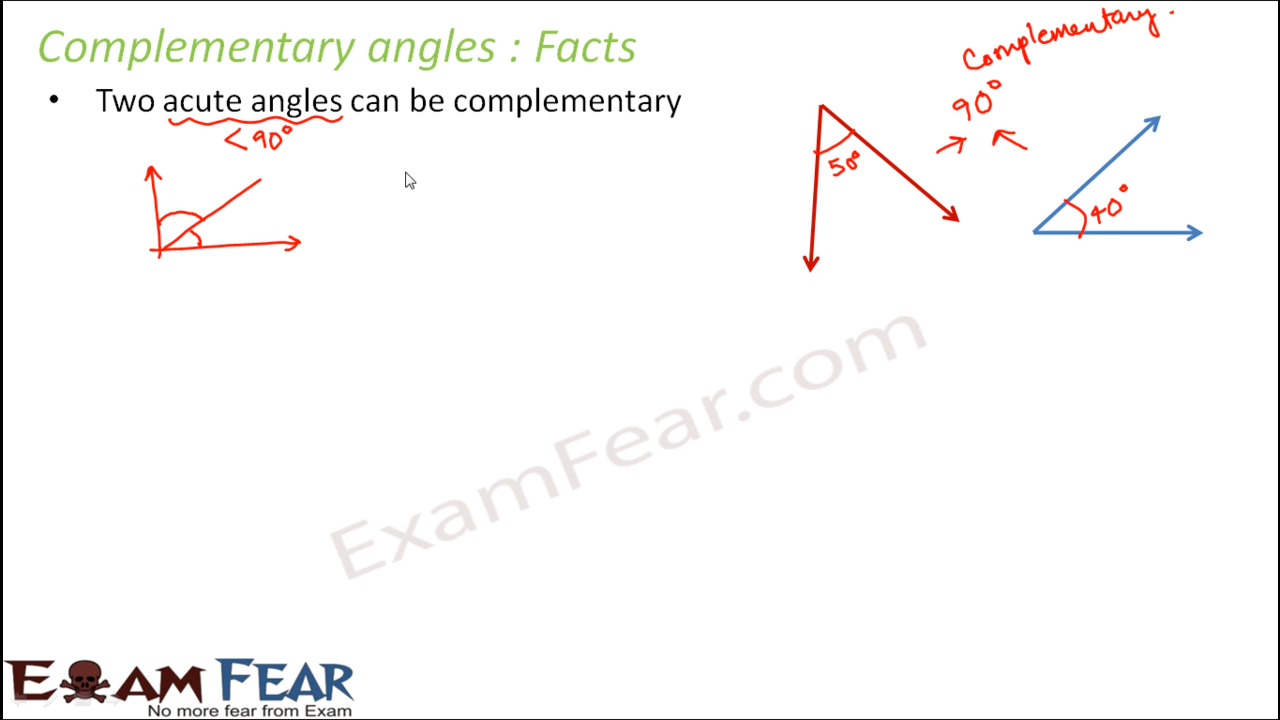 Complementary angles : Facts
• Two acute angles can be complementary
< 90°
Complementary.
90°
50°
40°
ExamFear.com
EXAM FEAR
No more fear from Exam